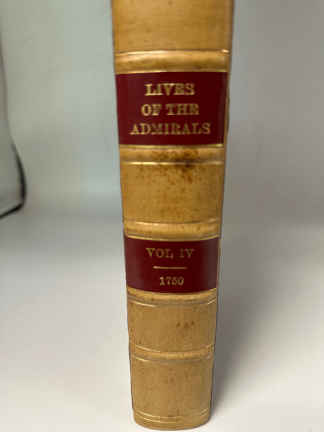 LIVES
OF THE
ADMIRALS
VOL IV
1750